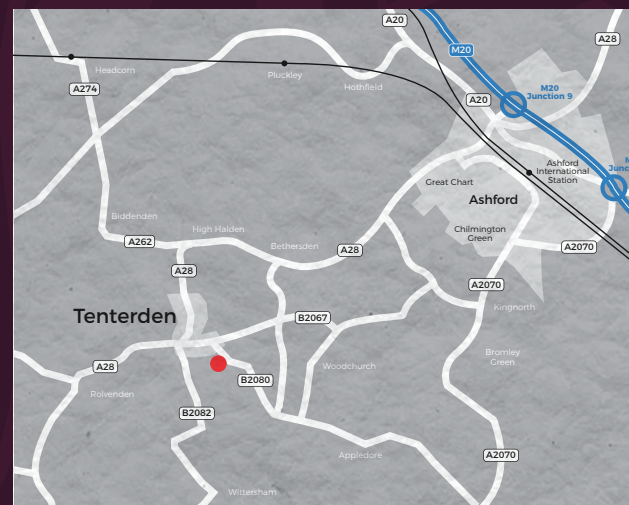 A20
A28
M20
Headcorn
Pluckley
A274
Hothfield
A20
M20
Junction 9
Ashford
International
Station
Great Chart
Ashford
Biddenden
High Halden
Chilmington
Green
A262
Bethersden
A28
A2070
A28
A2070
Kingnorth
Tenterden
B2067
Bromley
Green
A28
Woodchurch
B2080
Rolvenden
B2082
Appledore
A2070
Wittersham